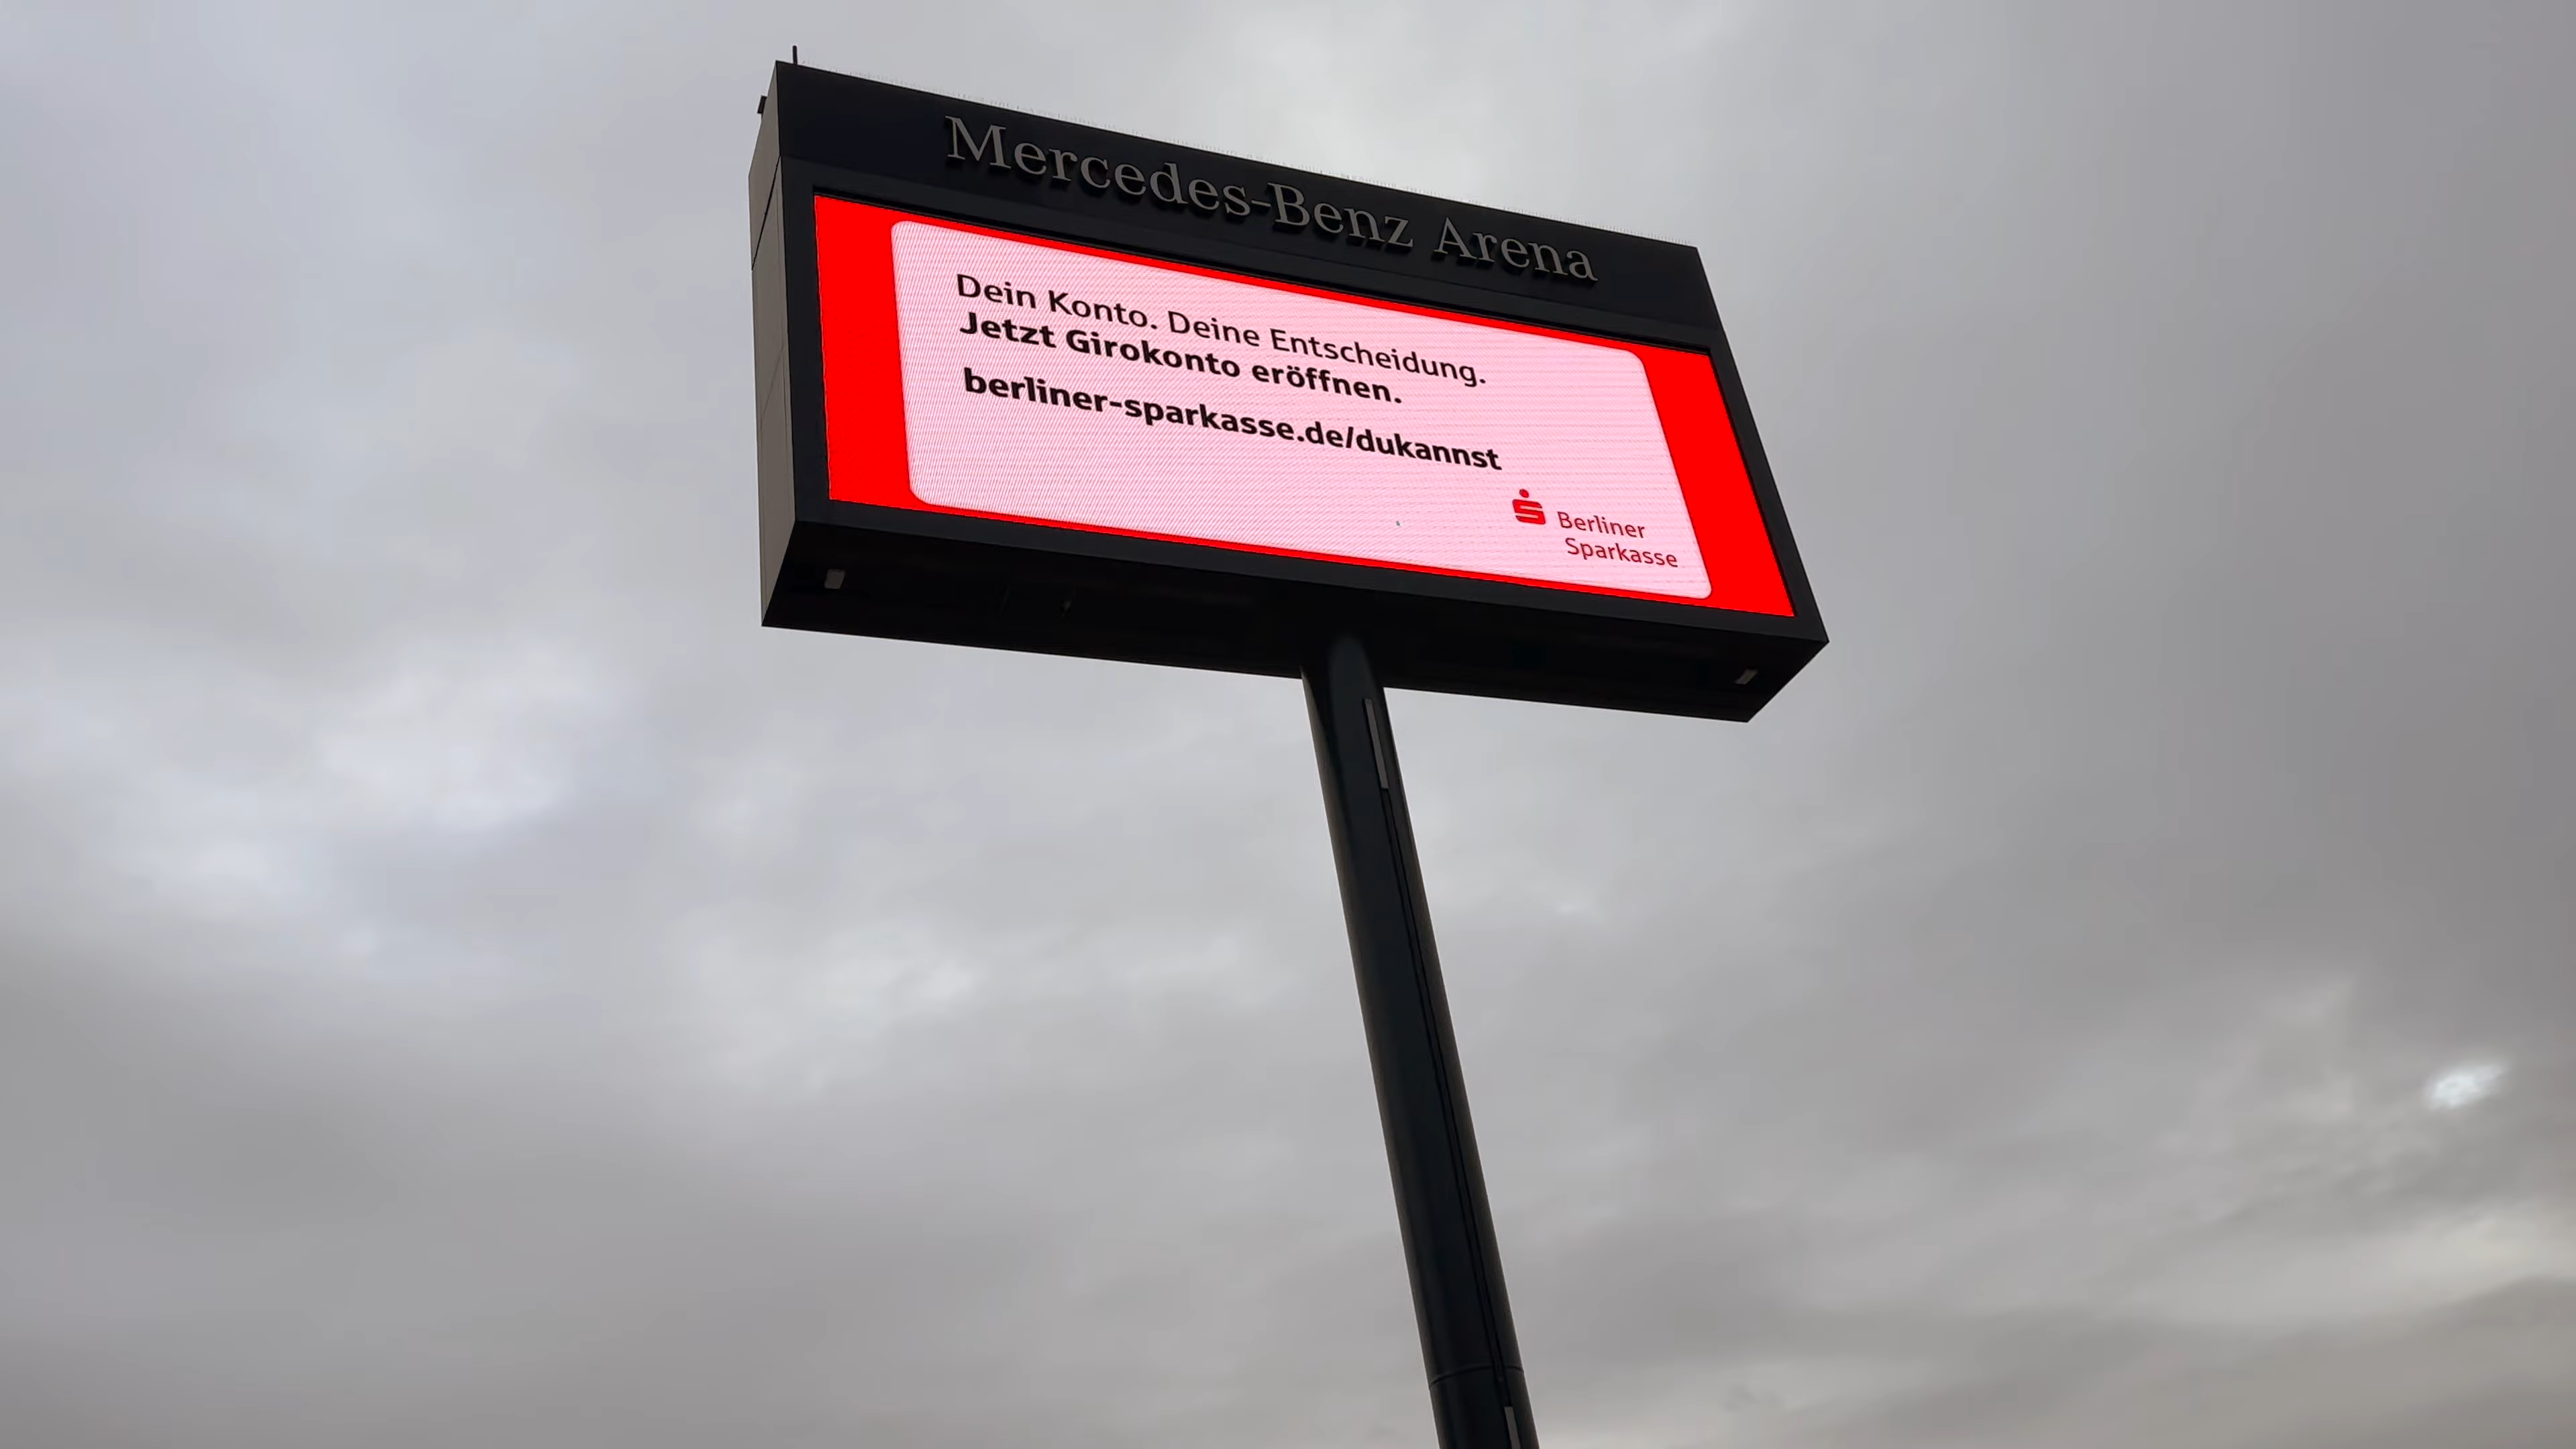 Mercedes-Benz Arena
Dein Konto. Deine Entscheidung.
Jetzt Girokonto eröffnen.
berliner-sparkasse.de/dukannst
Berliner
Sparkasse